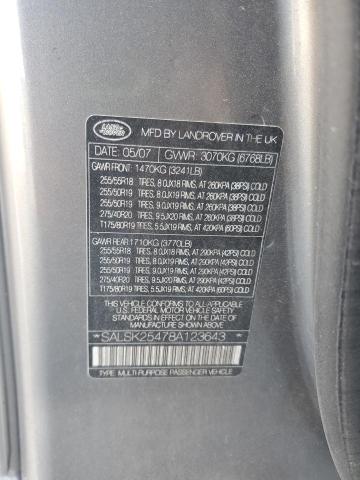 LAND ROVER
MFD BY LANDROVER IN THE UK
DATE: 05/07 GVWR: 3070KG (6768LB)
GAWR FRONT: 1470KG (3241LB)
255/55R18 TIRES, 8.0JX18 RIMS, AT 260KPA (38PSI) COLD
255/50R19 TIRES, 8.0JX19 RIMS, AT 260KPA (38PSI) COLD
255/50R19 TIRES, 9.0JX19 RIMS, AT 260KPA (38PSI) COLD
275/40R20 TIRES, 9.5JX20 RIMS, AT 260KPA (38PSI) COLD
T175/80R19 TIRES, 5.5JX19 RIMS, AT 420KPA (60PSI) COLD
GAWR REAR 1710KG (3770LB)
255/55R18 TIRES, 8.0JX18 RIMS, AT 290KPA (42PSI) COLD
255/50R19 TIRES, 8.0JX19 RIMS, AT 290KPA (42PSI) COLD
255/50R19 TIRES, 9.0JX19 RIMS, AT 290KPA (42PSI) COLD
275/40R20 TIRES, 9.5JX20 RIMS, AT 290KPA (42PSI) COLD
T175/80R19 TIRES, 5.5JX19 RIMS, AT 420KPA (60PSI) COLD
THIS VEHICLE CONFORMS TO ALL APPLICABLE
U.S. FEDERAL MOTOR VEHICLE SAFETY
STANDARDS IN EFFECT ON THE DATE OF
MANUFACTURE SHOWN ABOVE
*SALSK25478A123643*
TYPE: MULTI-PURPOSE PASSENGER VEHICLE